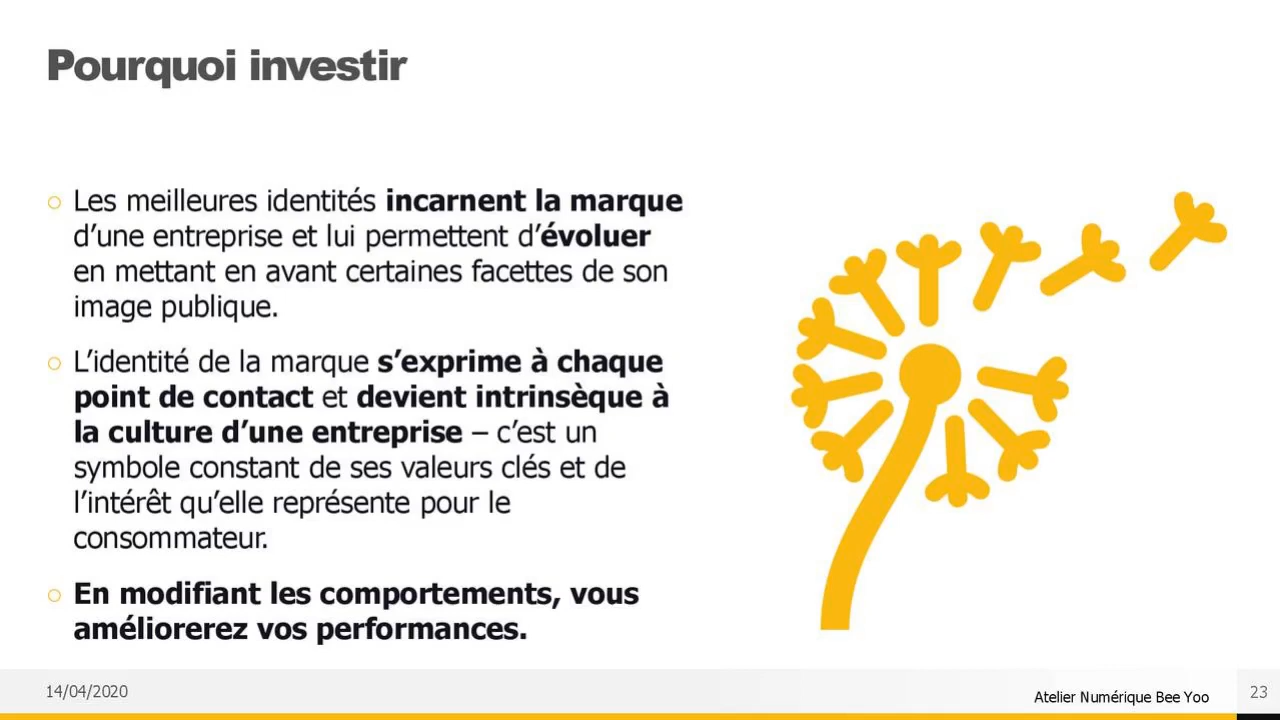 Pourquoi investir
○ Les meilleures identités incarnent la marque
d’une entreprise et lui permettent d’évoluer
en mettant en avant certaines facettes de son
image publique.
○ L’identité de la marque s’exprime à chaque
point de contact et devient intrinsèque à
la culture d’une entreprise – c’est un
symbole constant de ses valeurs clés et de
l’intérêt qu’elle représente pour le
consommateur.
○ En modifiant les comportements, vous
améliorerez vos performances.
14/04/2020
Atelier Numérique Bee Yoo
23